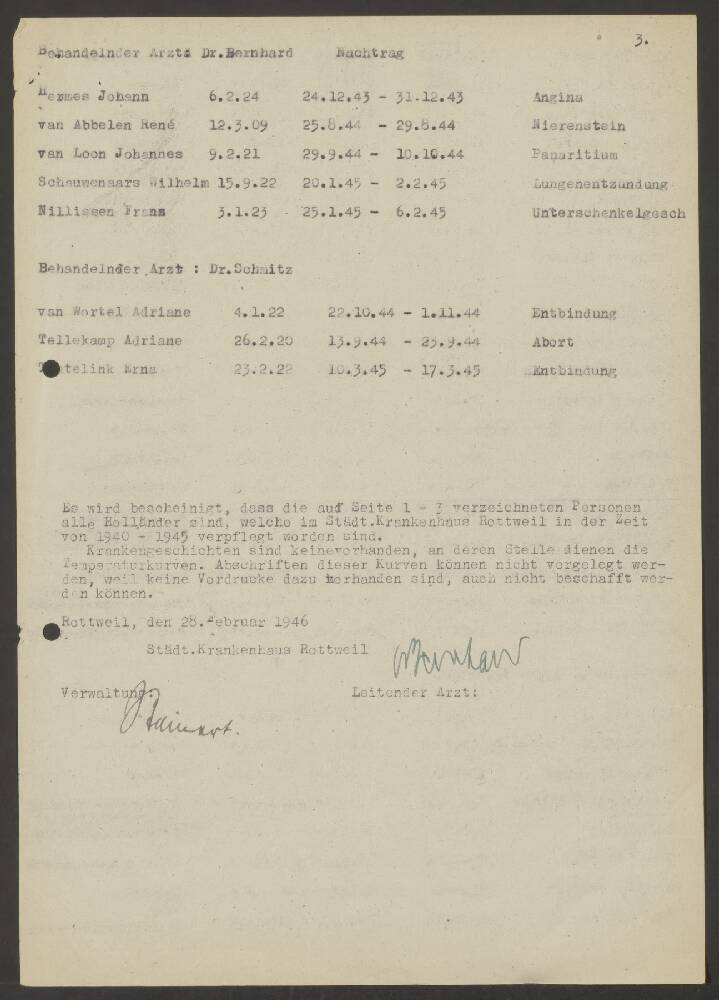 3.
Behandelnder Arzt: Dr.Bernhard Nachtrag
Hermes Johann 6.2.24 24.12.43 - 31.12.43 Angina
van Abbelen René 12.3.09 25.8.44 - 29.8.44 Nierenstein
van Loon Johannes 9.2.21 29.9.44 - 10.10.44 Panaritium
Schauwenaars Wilhelm 15.9.22 20.1.45 - 2.2.45 Lungenentzündung
Nillissen Frans 3.1.23 25.1.45 - 6.2.45 Unterschenkelgesch
Behandelnder Arzt : Dr.Schmitz
van Wortel Adriane 4.1.22 22.10.44 - 1.11.44 Entbindung
Tellekamp Adriane 26.2.20 13.9.44 - 23.9.44 Abort
Erna 23.2.22 10.3.45 - 17.3.45 Entbindung
Es wird bescheinigt, dass die auf Seite 1 - 3 verzeichneten Personen
alle Holländer sind, welche im Städt.Krankenhaus Rottweil in der Zeit
von 1940 - 1945 verpflegt worden sind.
Krankengeschichten sind keinevorhanden, an deren Stelle dienen die
Temperaturkurven. Abschriften dieser Kurven können nicht vorgelegt wer-
den, weil keine Vordrucke dazu vorhanden sind, auch nicht beschafft wer-
den können.
Rottweil, den 28.Februar 1946
Städt.Krankenhaus Rottweil
Bernhard
Verwaltung: Leitender Arzt: